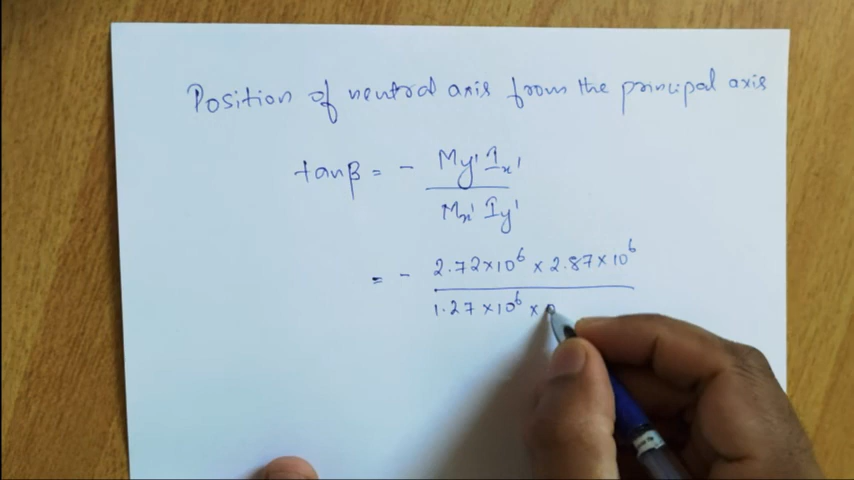 Position of neutral axis from the principal axis
tanβ = - My' Ix' / Mx' Iy'
= - 2.72×10⁶ × 2.87×10⁶ / 1.27×10⁶ ×